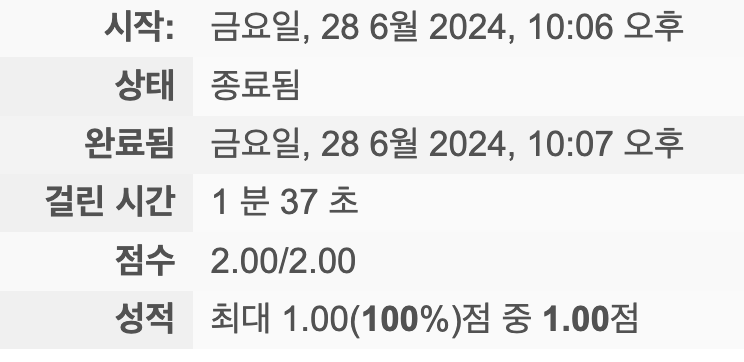 시작: 금요일, 28 6월 2024, 10:06 오후
상태 종료됨
완료됨 금요일, 28 6월 2024, 10:07 오후
걸린 시간 1 분 37 초
점수 2.00/2.00
성적 최대 1.00(100%)점 중 1.00점